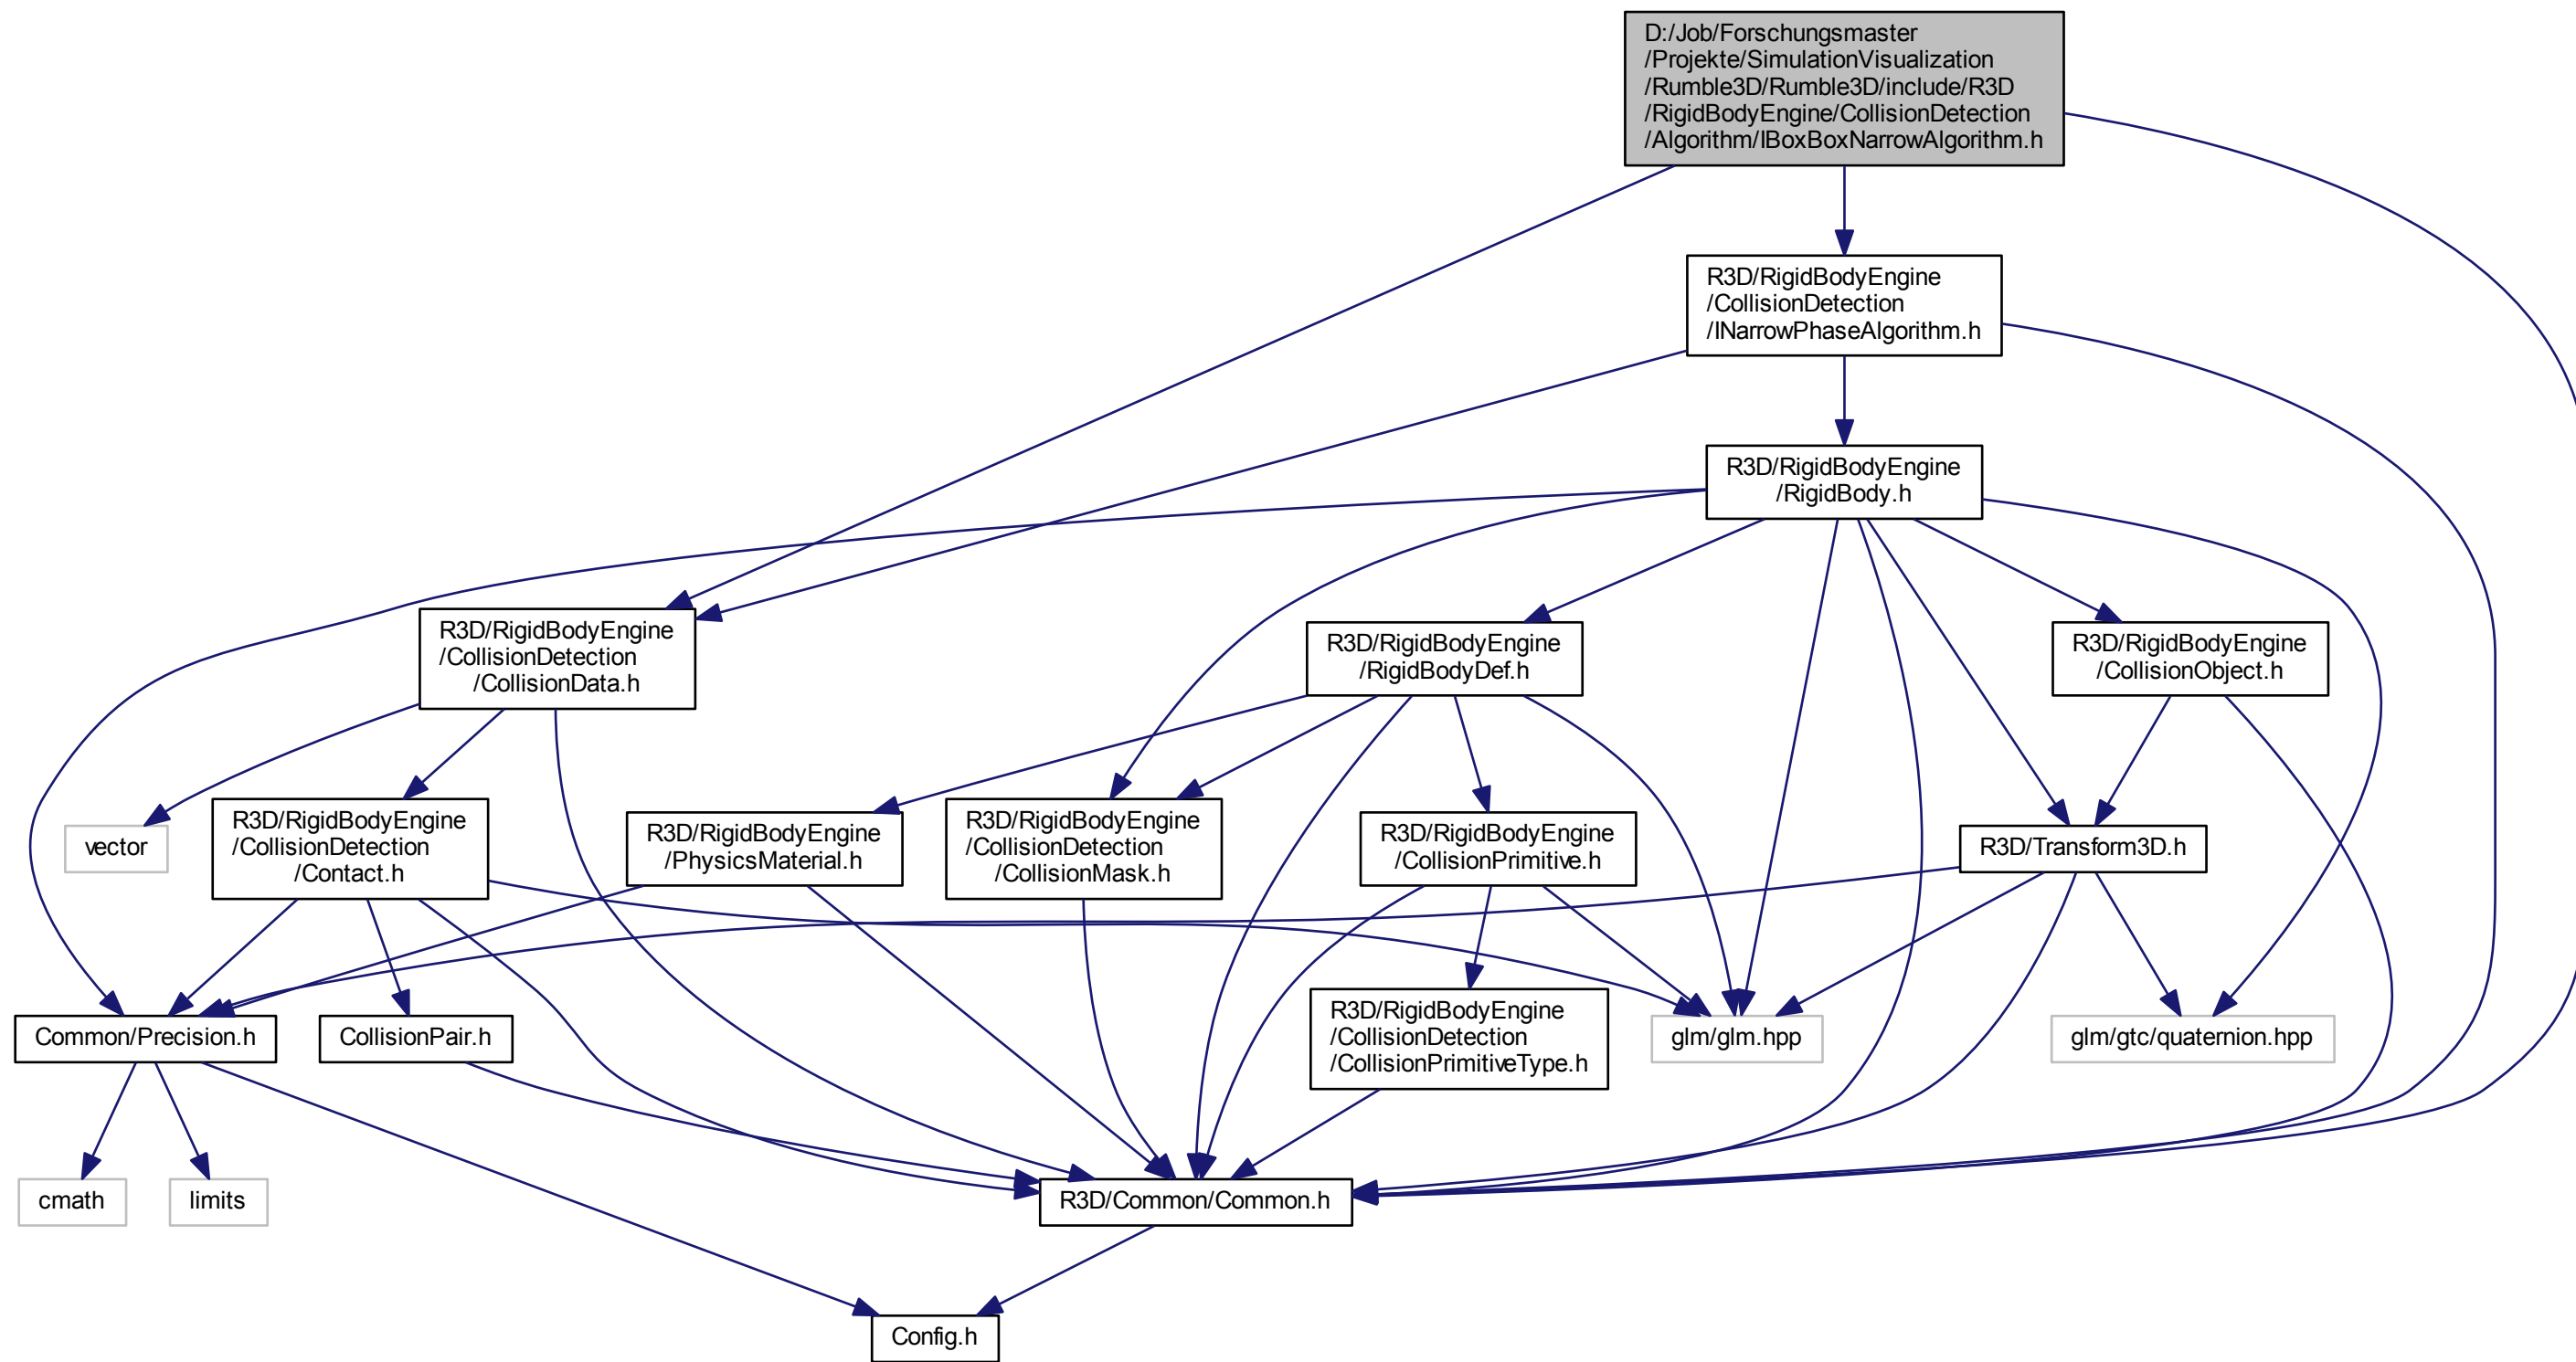 D:/Job/Forschungsmaster
/Projekte/SimulationVisualization
/Rumble3D/Rumble3D/include/R3D
/RigidBodyEngine/CollisionDetection
/Algorithm/IBoxBoxNarrowAlgorithm.h
R3D/RigidBodyEngine
/CollisionDetection
/INarrowPhaseAlgorithm.h
R3D/RigidBodyEngine
/RigidBody.h
R3D/RigidBodyEngine
/CollisionDetection
/CollisionData.h
R3D/RigidBodyEngine
/RigidBodyDef.h
R3D/RigidBodyEngine
/CollisionObject.h
vector
R3D/RigidBodyEngine
/CollisionDetection
/Contact.h
R3D/RigidBodyEngine
/PhysicsMaterial.h
R3D/RigidBodyEngine
/CollisionDetection
/CollisionMask.h
R3D/RigidBodyEngine
/CollisionPrimitive.h
R3D/Transform3D.h
Common/Precision.h
CollisionPair.h
R3D/RigidBodyEngine
/CollisionDetection
/CollisionPrimitiveType.h
glm/glm.hpp
glm/gtc/quaternion.hpp
cmath
limits
R3D/Common/Common.h
Config.h